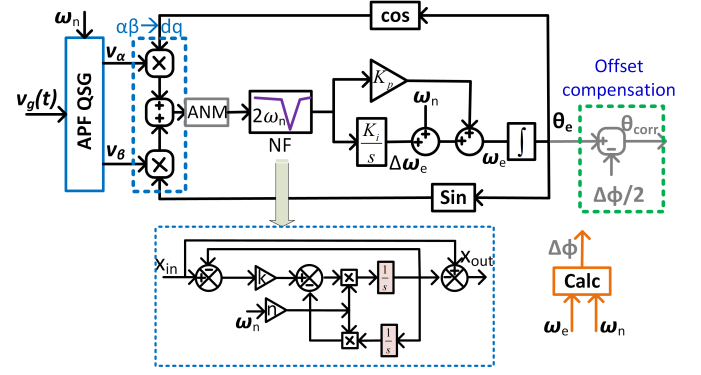 ωn
αβ→dq
cos
vα
vg(t)
APF QSG
ANM
2ωn
NF
Kp
Ki
s
ωn
Δωe
ωe
∫
θe
Offset
compensation
θcorr
Δϕ/2
vβ
Sin
Xin
k
n
ωn
1
s
1
s
Xout
Δϕ
Calc
ωe
ωn